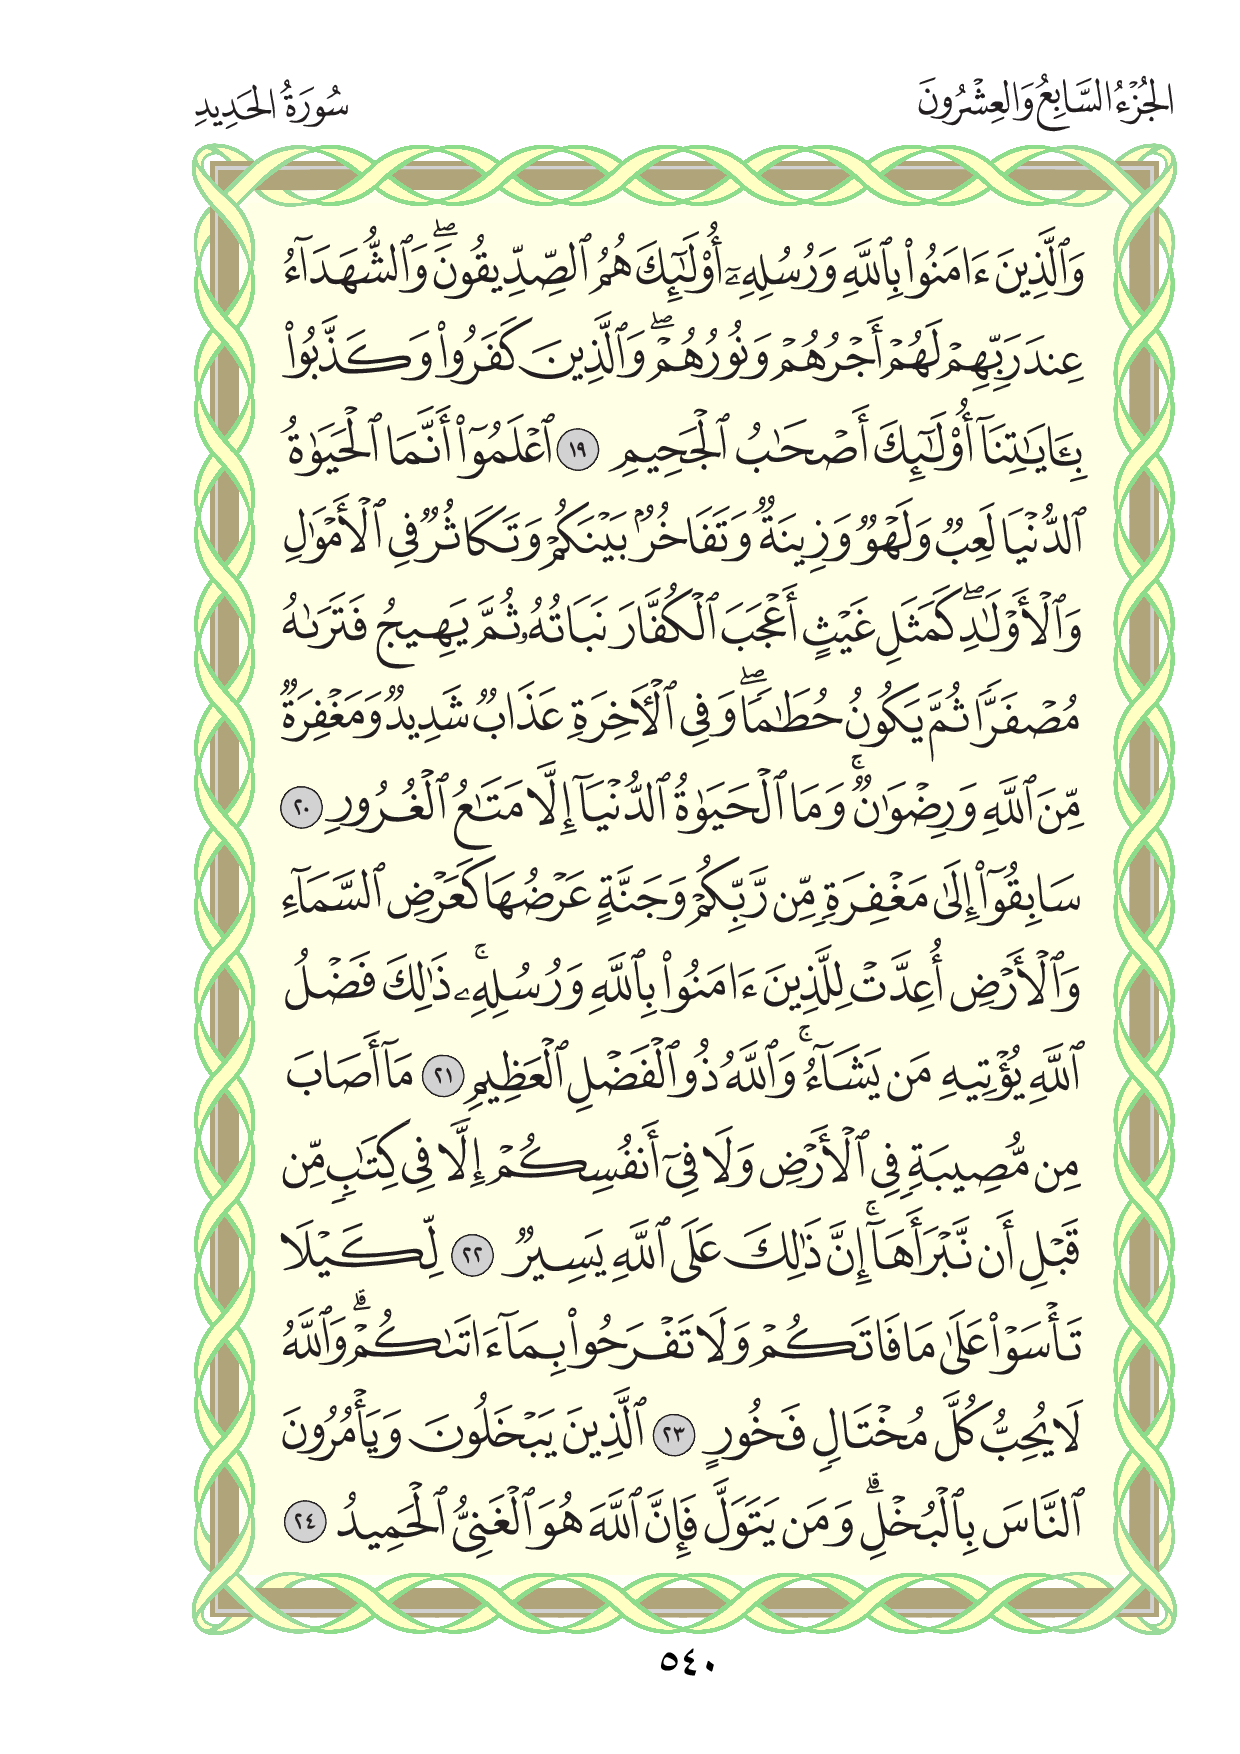 الجُزْءُ السَّابِعُ وَالعِشْرُونَ
سُورَةُ الحَدِيدِ
وَٱلَّذِينَ ءَامَنُوا۟ بِٱللَّهِ وَرُسُلِهِۦٓ أُو۟لَـٰٓئِكَ هُمُ ٱلصِّدِّيقُونَ ۖ وَٱلشُّهَدَآءُ
عِندَ رَبِّهِمْ لَهُمْ أَجْرُهُمْ وَنُورُهُمْ ۖ وَٱلَّذِينَ كَفَرُوا۟ وَكَذَّبُوا۟
بِـَٔايَـٰتِنَآ أُو۟لَـٰٓئِكَ أَصْحَـٰبُ ٱلْجَحِيمِ ١٩ ٱعْلَمُوٓا۟ أَنَّمَا ٱلْحَيَوٰةُ
ٱلدُّنْيَا لَعِبٌ وَلَهْوٌ وَزِينَةٌ وَتَفَاخُرٌۢ بَيْنَكُمْ وَتَكَاثُرٌ فِى ٱلْأَمْوَٰلِ
وَٱلْأَوْلَـٰدِ ۖ كَمَثَلِ غَيْثٍ أَعْجَبَ ٱلْكُفَّارَ نَبَاتُهُۥ ثُمَّ يَهِيجُ فَتَرَىٰهُ
مُصْفَرًّا ثُمَّ يَكُونُ حُطَـٰمًا ۖ وَفِى ٱلْـَٔاخِرَةِ عَذَابٌ شَدِيدٌ وَمَغْفِرَةٌ
مِّنَ ٱللَّهِ وَرِضْوَٰنٌ ۚ وَمَا ٱلْحَيَوٰةُ ٱلدُّنْيَآ إِلَّا مَتَـٰعُ ٱلْغُرُورِ ٢٠
سَابِقُوٓا۟ إِلَىٰ مَغْفِرَةٍ مِّن رَّبِّكُمْ وَجَنَّةٍ عَرْضُهَا كَعَرْضِ ٱلسَّمَآءِ
وَٱلْأَرْضِ أُعِدَّتْ لِلَّذِينَ ءَامَنُوا۟ بِٱللَّهِ وَرُسُلِهِۦ ۚ ذَٰلِكَ فَضْلُ
ٱللَّهِ يُؤْتِيهِ مَن يَشَآءُ ۚ وَٱللَّهُ ذُو ٱلْفَضْلِ ٱلْعَظِيمِ ٢١ مَآ أَصَابَ
مِن مُّصِيبَةٍ فِى ٱلْأَرْضِ وَلَا فِىٓ أَنفُسِكُمْ إِلَّا فِى كِتَـٰبٍ مِّن
قَبْلِ أَن نَّبْرَأَهَآ ۚ إِنَّ ذَٰلِكَ عَلَى ٱللَّهِ يَسِيرٌ ٢٢ لِّكَيْلَا
تَأْسَوْا۟ عَلَىٰ مَا فَاتَكُمْ وَلَا تَفْرَحُوا۟ بِمَآ ءَاتَىٰكُمْ ۗ وَٱللَّهُ
لَا يُحِبُّ كُلَّ مُخْتَالٍ فَخُورٍ ٢٣ ٱلَّذِينَ يَبْخَلُونَ وَيَأْمُرُونَ
ٱلنَّاسَ بِٱلْبُخْلِ ۗ وَمَن يَتَوَلَّ فَإِنَّ ٱللَّهَ هُوَ ٱلْغَنِىُّ ٱلْحَمِيدُ ٢٤
٥٤٠